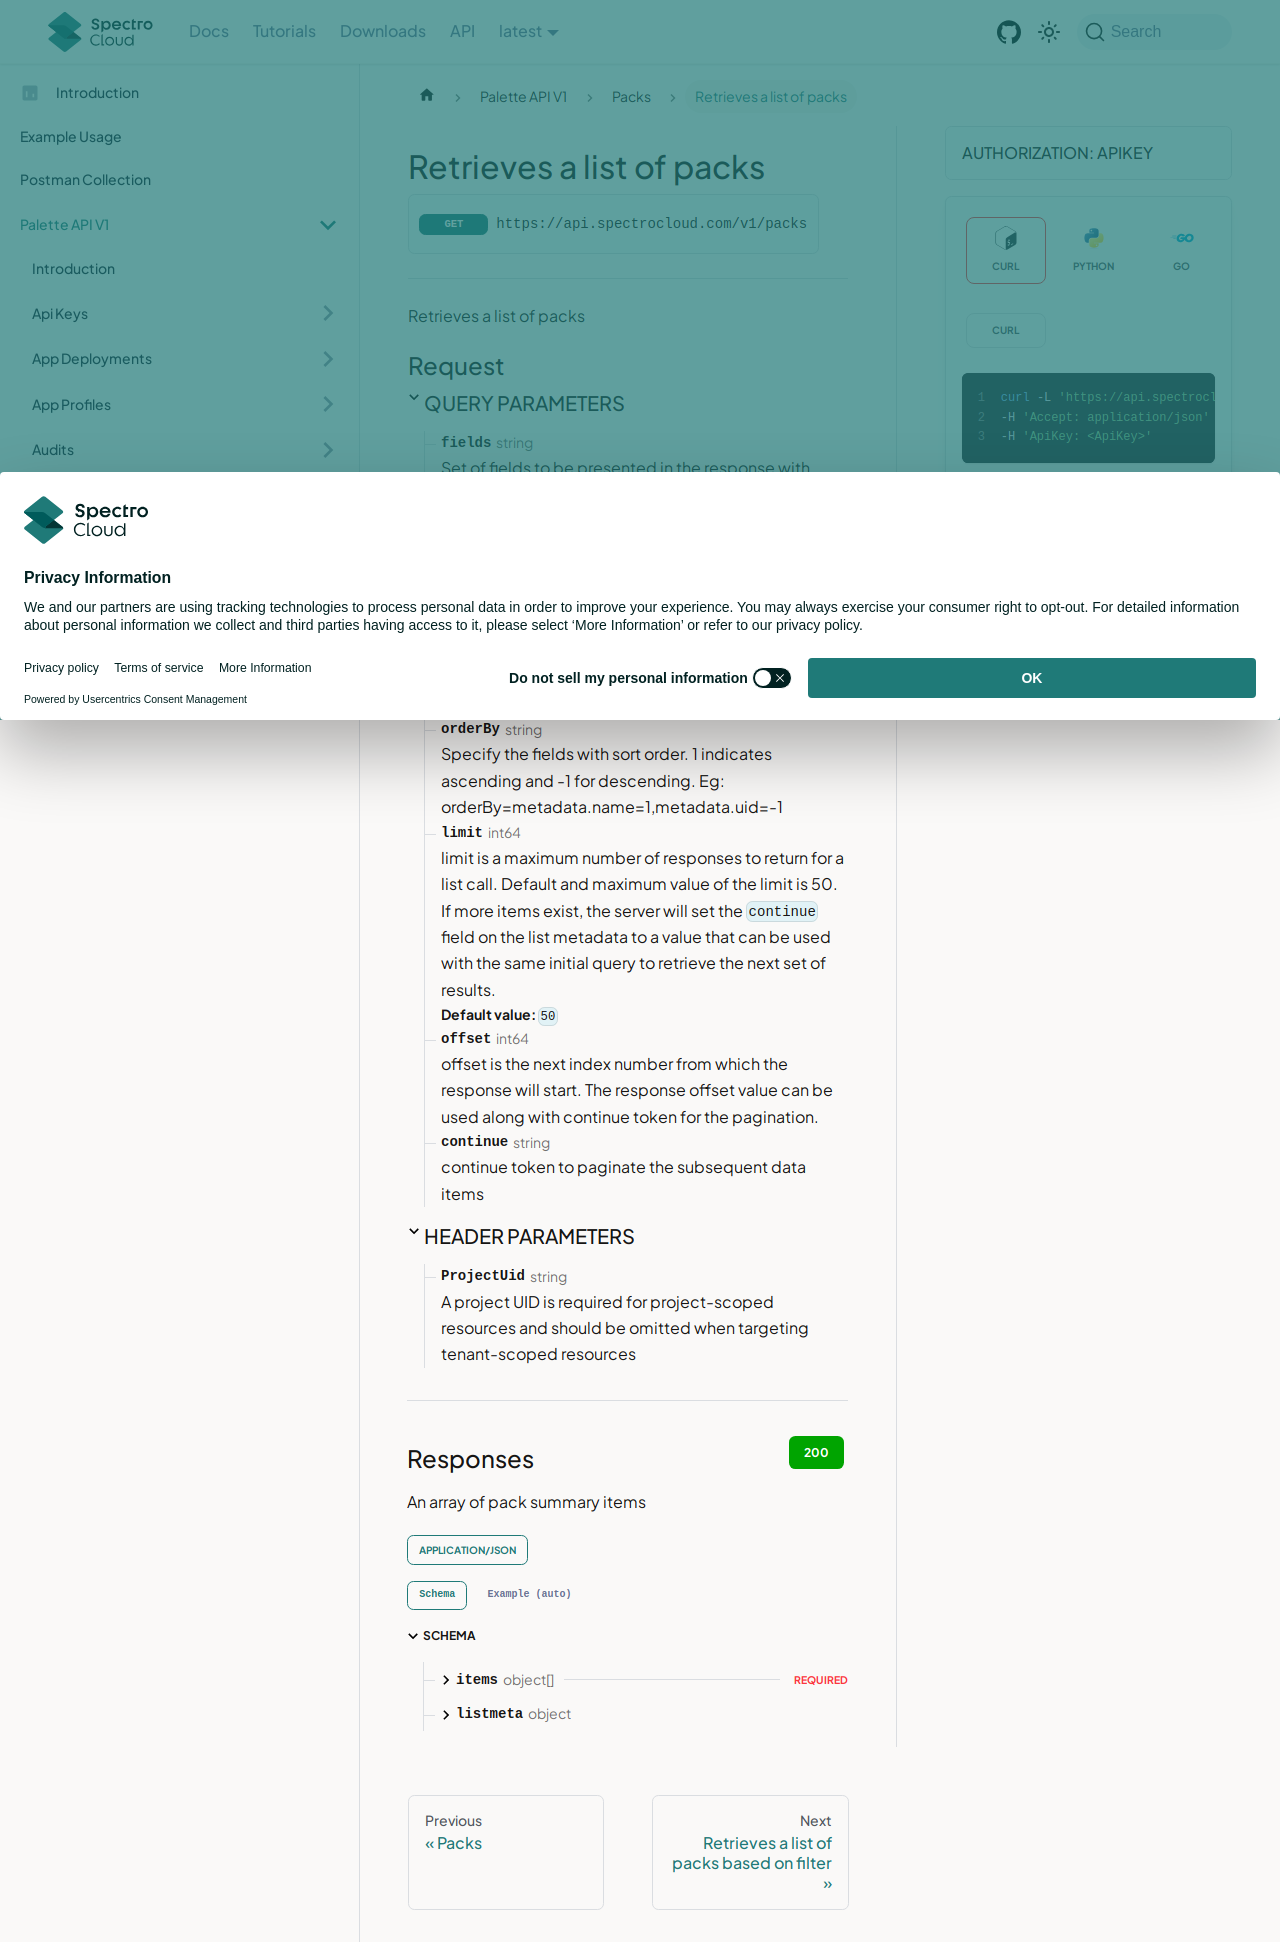 Spectro Cloud
Docs
Tutorials
Downloads
API
latest
Search
Introduction
Example Usage
Postman Collection
Palette API V1
Introduction
Api Keys
App Deployments
App Profiles
Audits
Palette API V1
Packs
Retrieves a list of packs
Retrieves a list of packs
GET https://api.spectrocloud.com/v1/packs
Retrieves a list of packs
Request
QUERY PARAMETERS
fields string
Set of fields to be presented in the response with
AUTHORIZATION: APIKEY
CURL
PYTHON
GO
CURL
1 curl -L 'https://api.spectrocl
2 -H 'Accept: application/json'
3 -H 'ApiKey: <ApiKey>'
Spectro
Cloud
Privacy Information
We and our partners are using tracking technologies to process personal data in order to improve your experience. You may always exercise your consumer right to opt-out. For detailed information
about personal information we collect and third parties having access to it, please select ‘More Information’ or refer to our privacy policy.
Privacy policy
Terms of service
More Information
Powered by Usercentrics Consent Management
Do not sell my personal information
OK
orderBy string
Specify the fields with sort order. 1 indicates
ascending and -1 for descending. Eg:
orderBy=metadata.name=1,metadata.uid=-1
limit int64
limit is a maximum number of responses to return for a
list call. Default and maximum value of the limit is 50.
If more items exist, the server will set the continue
field on the list metadata to a value that can be used
with the same initial query to retrieve the next set of
results.
Default value: 50
offset int64
offset is the next index number from which the
response will start. The response offset value can be
used along with continue token for the pagination.
continue string
continue token to paginate the subsequent data
items
HEADER PARAMETERS
ProjectUid string
A project UID is required for project-scoped
resources and should be omitted when targeting
tenant-scoped resources
Responses
200
An array of pack summary items
APPLICATION/JSON
Schema
Example (auto)
SCHEMA
items object[]
REQUIRED
listmeta object
Previous
« Packs
Next
Retrieves a list of
packs based on filter
»